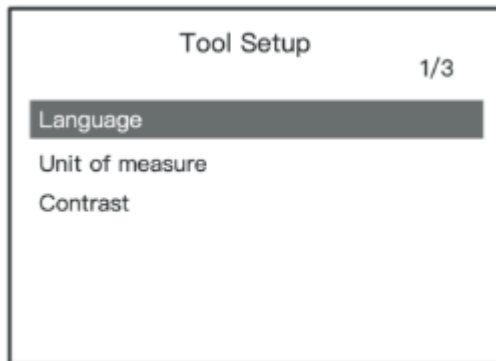 Tool Setup
1/3
Language
Unit of measure
Contrast